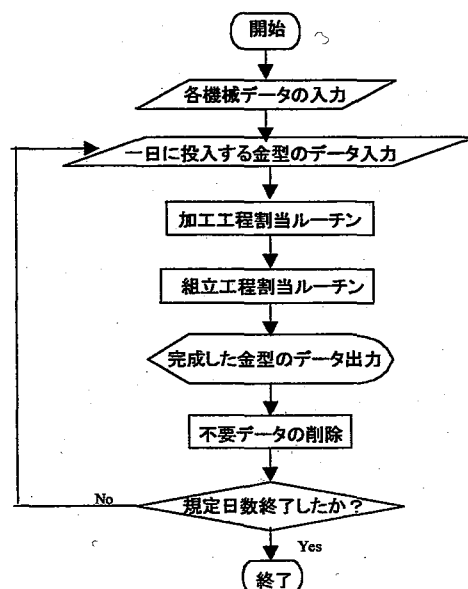 開始
各機械データの入力
一日に投入する金型のデータ入力
加工工程割当ルーチン
組立工程割当ルーチン
完成した金型のデータ出力
不要データの削除
規定日数終了したか？
No
Yes
終了